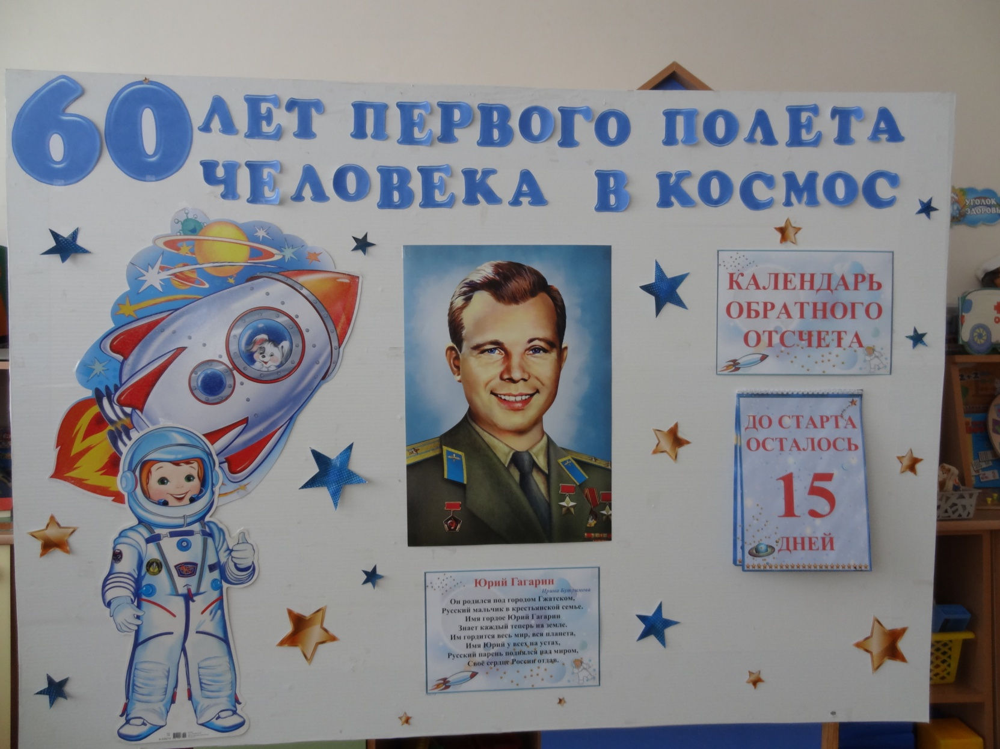 60 ЛЕТ ПЕРВОГО ПОЛЕТА
ЧЕЛОВЕКА В КОСМОС
КАЛЕНДАРЬ
ОБРАТНОГО
ОТСЧЕТА
ДО СТАРТА
ОСТАЛОСЬ
15
ДНЕЙ
Юрий Гагарин
Ирина Бутримова
Он родился под городом Гжатском,
Русский мальчик в крестьянской семье.
Имя гордое Юрий Гагарин
Знает каждый теперь на земле.
Им гордится весь мир, вся планета,
Имя Юрий у всех на устах,
Русский парень поднялся над миром,
Своё сердце России отдав.
УГОЛОК
ЗДОРОВЬ